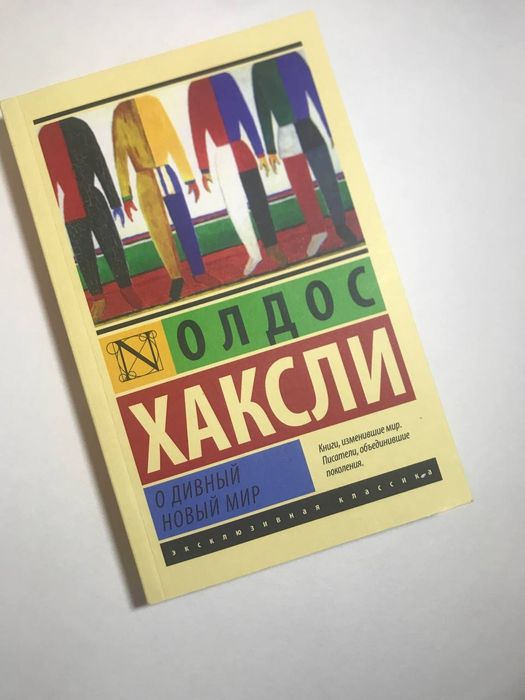 N ОЛДОС
ХАКСЛИ
О ДИВНЫЙ
НОВЫЙ МИР
Книги, изменившие мир.
Писатели, объединившие
поколения.
эксклюзивная классика